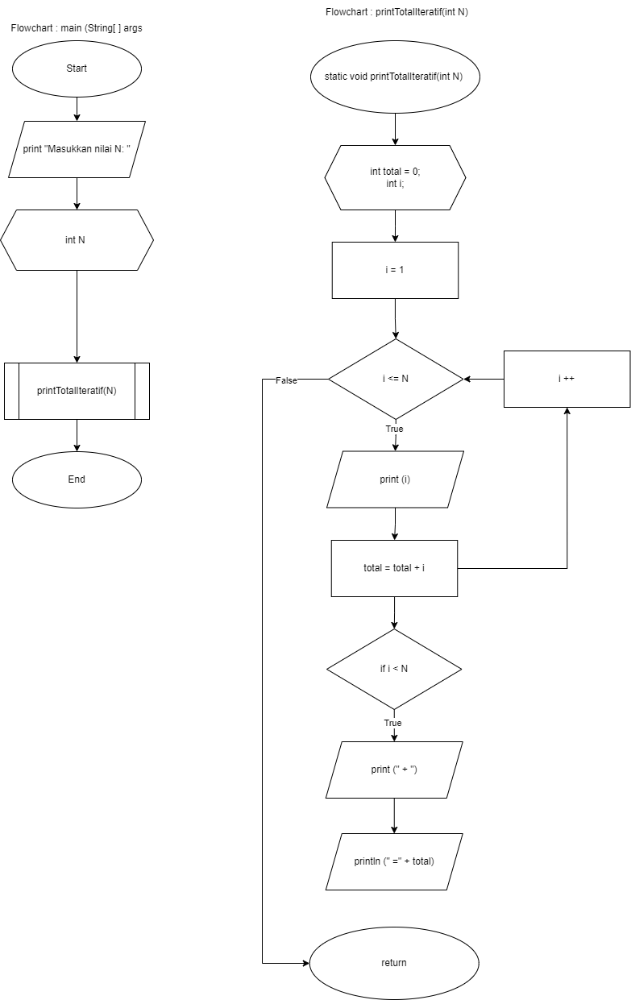 Flowchart : main (String[ ] args
Start
print "Masukkan nilai N: "
int N
printTotalIteratif(N)
End
Flowchart : printTotalIteratif(int N)
static void printTotalIteratif(int N)
int total = 0;
int i;
i = 1
i <= N
i ++
False
True
print (i)
total = total + i
if i < N
True
print (" + ")
println (" =" + total)
return